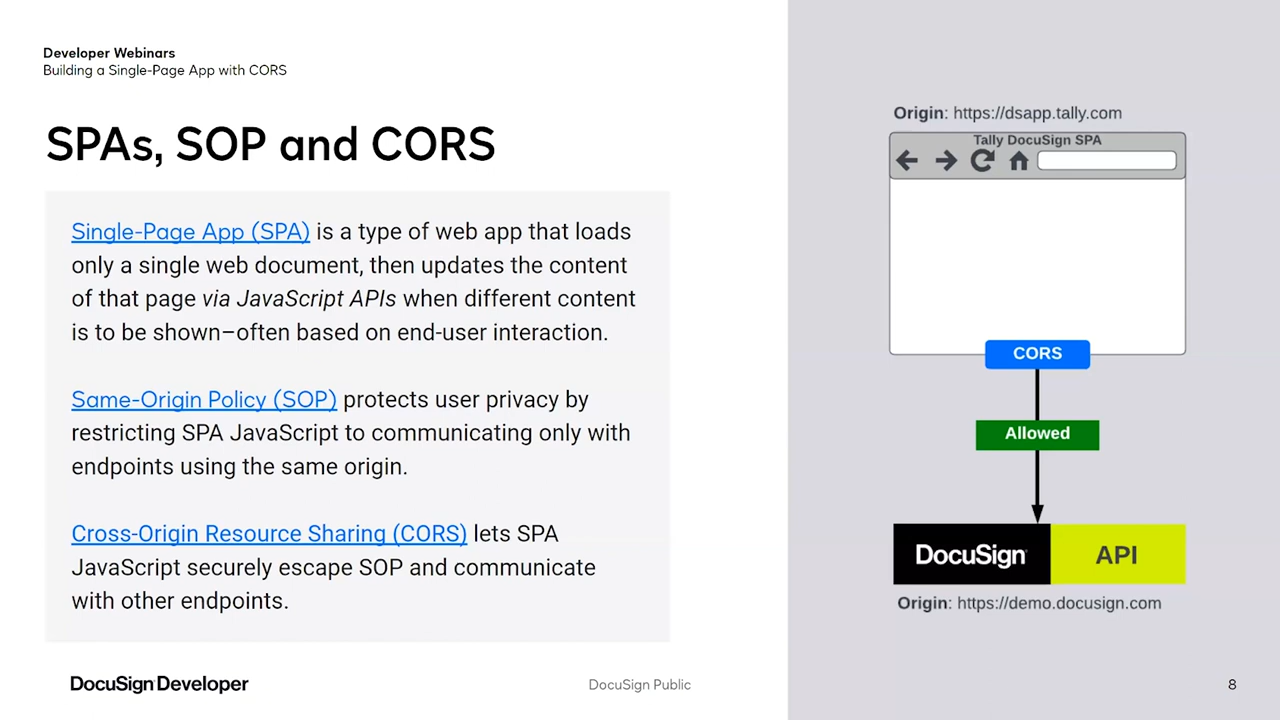 Developer Webinars
Building a Single-Page App with CORS
SPAs, SOP and CORS
Single-Page App (SPA) is a type of web app that loads
only a single web document, then updates the content
of that page via JavaScript APIs when different content
is to be shown–often based on end-user interaction.
Same-Origin Policy (SOP) protects user privacy by
restricting SPA JavaScript to communicating only with
endpoints using the same origin.
Cross-Origin Resource Sharing (CORS) lets SPA
JavaScript securely escape SOP and communicate
with other endpoints.
Origin: https://dsapp.tally.com
Tally DocuSign SPA
CORS
Allowed
DocuSign API
Origin: https://demo.docusign.com
DocuSign Developer
DocuSign Public
8